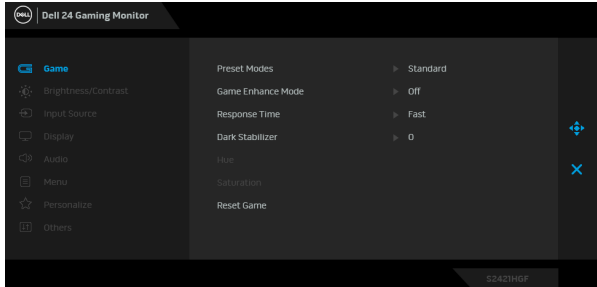 DELL
Dell 24 Gaming Monitor
Game
Brightness/Contrast
Input Source
Display
Audio
Menu
Personalize
Others
Preset Modes Standard
Game Enhance Mode Off
Response Time Fast
Dark Stabilizer 0
Hue
Saturation
Reset Game
S2421HGF